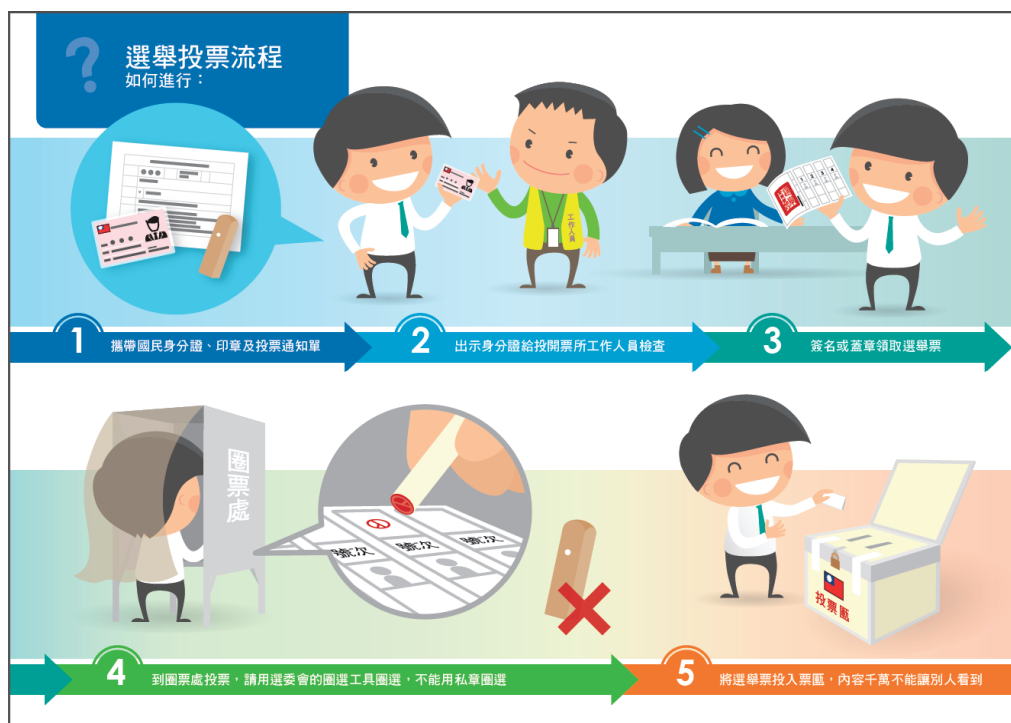 ?
選舉投票流程
如何進行：
工作人員
1 攜帶國民身分證、印章及投票通知單
2 出示身分證給投開票所工作人員檢查
3 簽名或蓋章領取選舉票
圈票處
號次 號次 號次
投票匭
4 到圈票處投票，請用選委會的圈選工具圈選，不能用私章圈選
5 將選舉票投入票匭，內容千萬不能讓別人看到